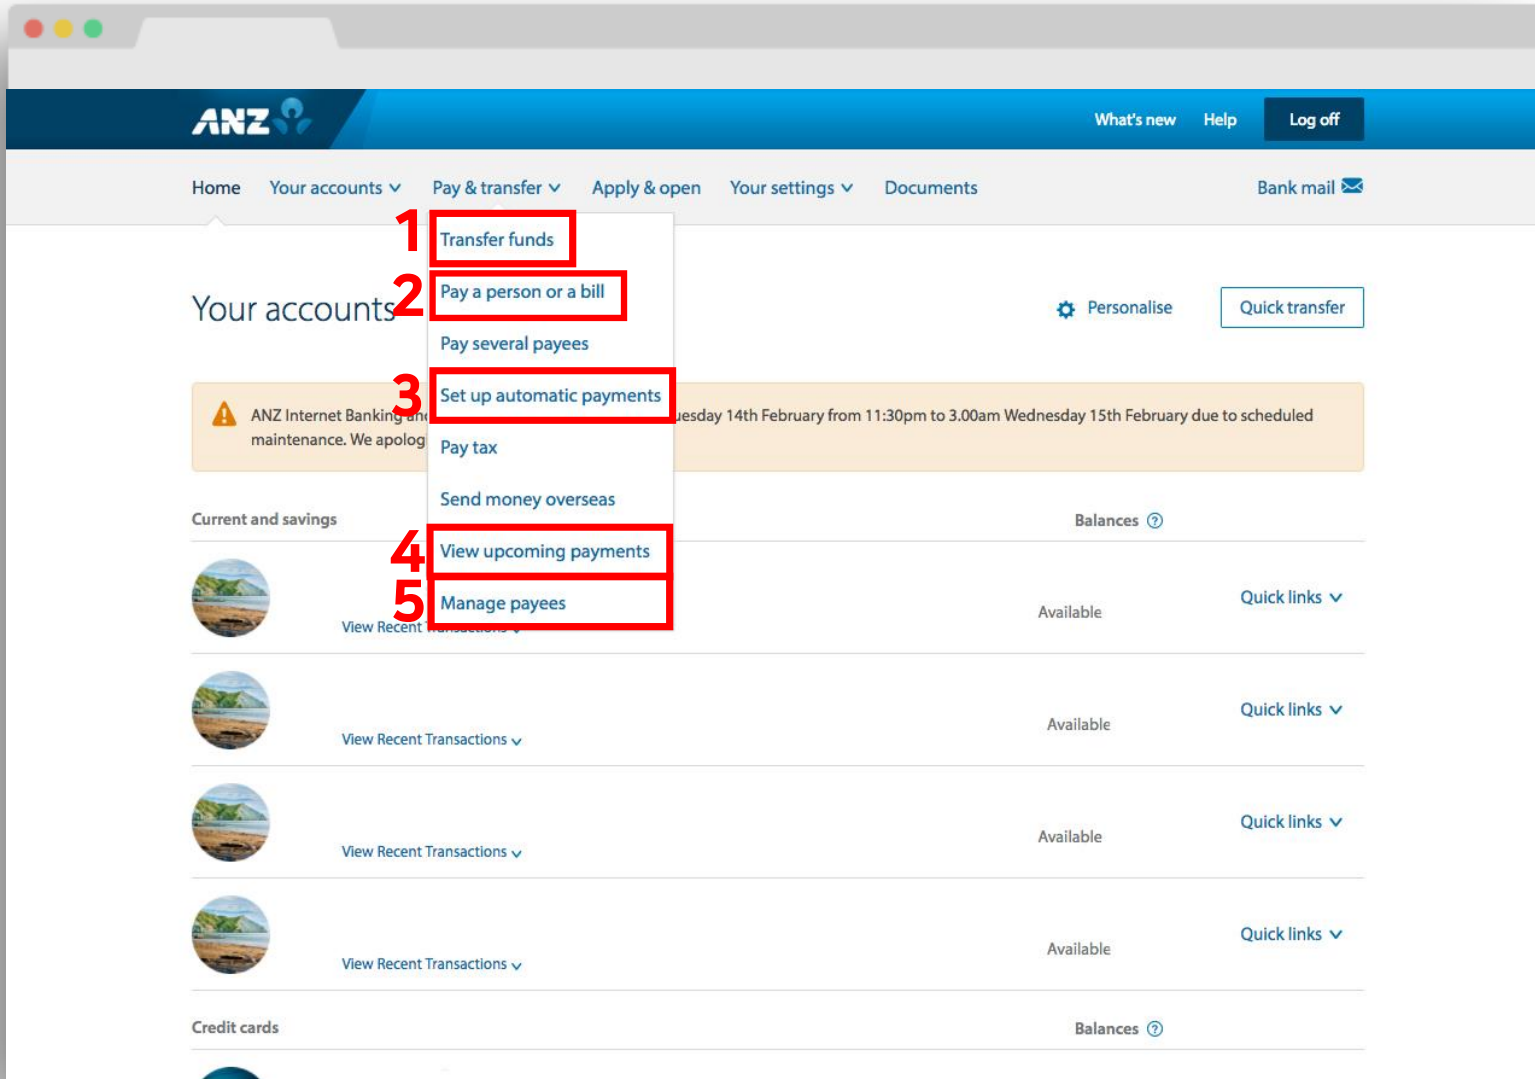 ANZ
What's new Help Log off
Home Your accounts Pay & transfer Apply & open Your settings Documents Bank mail
1 Transfer funds
2 Pay a person or a bill
Your accounts
Personalise Quick transfer
Pay several payees
3 Set up automatic payments
ANZ Internet Banking and uesday 14th February from 11:30pm to 3.00am Wednesday 15th February due to scheduled
maintenance. We apolog
Pay tax
Send money overseas
Current and savings Balances ?
4 View upcoming payments
5 Manage payees
Available Quick links
View Recent Transactions
Available Quick links
View Recent Transactions
Available Quick links
View Recent Transactions
Available Quick links
View Recent Transactions
Credit cards Balances ?